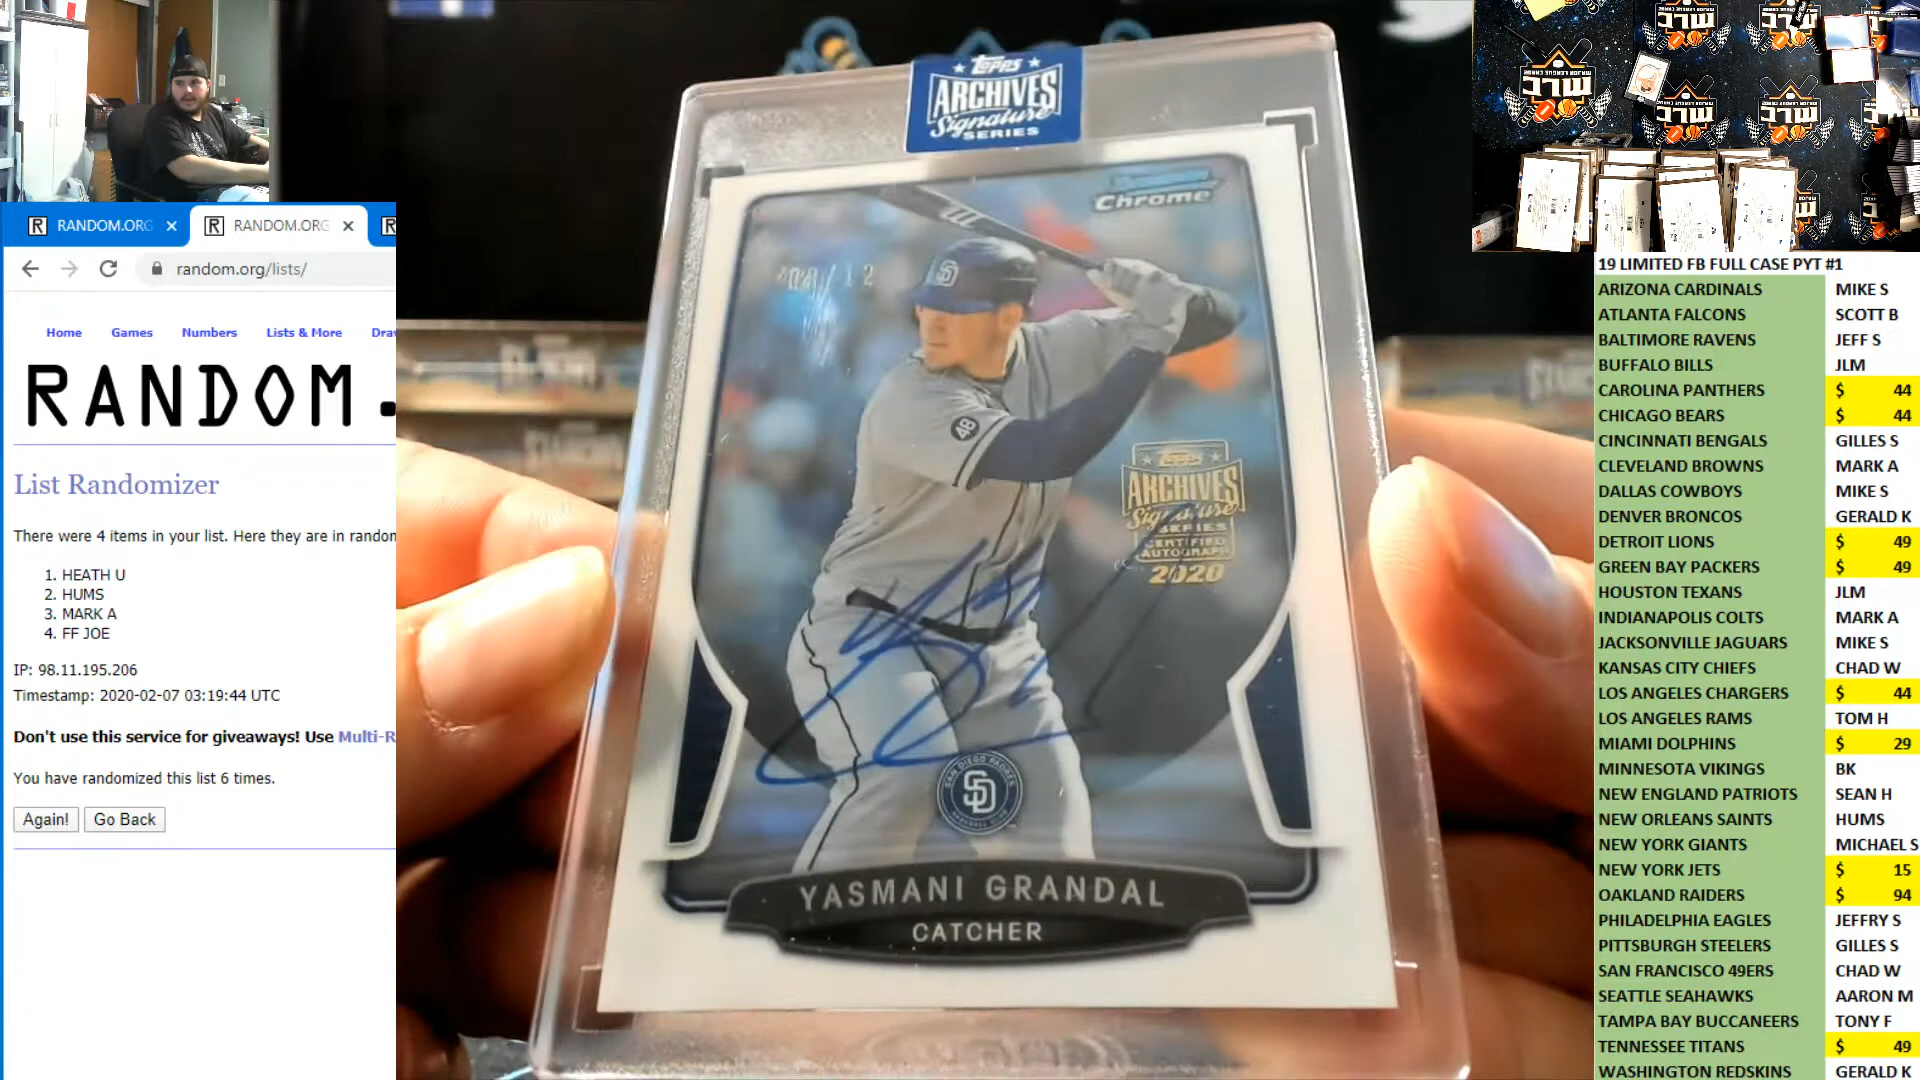 RANDOM.ORG
RANDOM.ORG
random.org/lists/
Home Games Numbers Lists & More
RANDOM.
List Randomizer
There were 4 items in your list. Here they are in
1. HEATH U
2. HUMS
3. MARK A
4. FF JOE
IP: 98.11.195.206
Timestamp: 2020-02-07 03:19:44 UTC
Don't use this service for giveaways! Use
You have randomized this list 6 times.
Again! Go Back
Topps
ARCHIVES
Signature
SERIES
Chrome
SD
48
Topps
ARCHIVES
Signature
SERIES
CERTIFIED
AUTOGRAPH
2020
SAN DIEGO PADRES
SD
BASEBALL CLUB
YASMANI GRANDAL
CATCHER
19 LIMITED FB FULL CASE PYT #1
ARIZONA CARDINALS MIKE S
ATLANTA FALCONS SCOTT B
BALTIMORE RAVENS JEFF S
BUFFALO BILLS JLM
CAROLINA PANTHERS $ 44
CHICAGO BEARS $ 44
CINCINNATI BENGALS GILLES S
CLEVELAND BROWNS MARK A
DALLAS COWBOYS MIKE S
DENVER BRONCOS GERALD K
DETROIT LIONS $ 49
GREEN BAY PACKERS $ 49
HOUSTON TEXANS JLM
INDIANAPOLIS COLTS MARK A
JACKSONVILLE JAGUARS MIKE S
KANSAS CITY CHIEFS CHAD W
LOS ANGELES CHARGERS $ 44
LOS ANGELES RAMS TOM H
MIAMI DOLPHINS $ 29
MINNESOTA VIKINGS BK
NEW ENGLAND PATRIOTS SEAN H
NEW ORLEANS SAINTS HUMS
NEW YORK GIANTS MICHAEL S
NEW YORK JETS $ 15
OAKLAND RAIDERS $ 94
PHILADELPHIA EAGLES JEFFRY S
PITTSBURGH STEELERS GILLES S
SAN FRANCISCO 49ERS CHAD W
SEATTLE SEAHAWKS AARON M
TAMPA BAY BUCCANEERS TONY F
TENNESSEE TITANS $ 49
WASHINGTON REDSKINS GERALD K